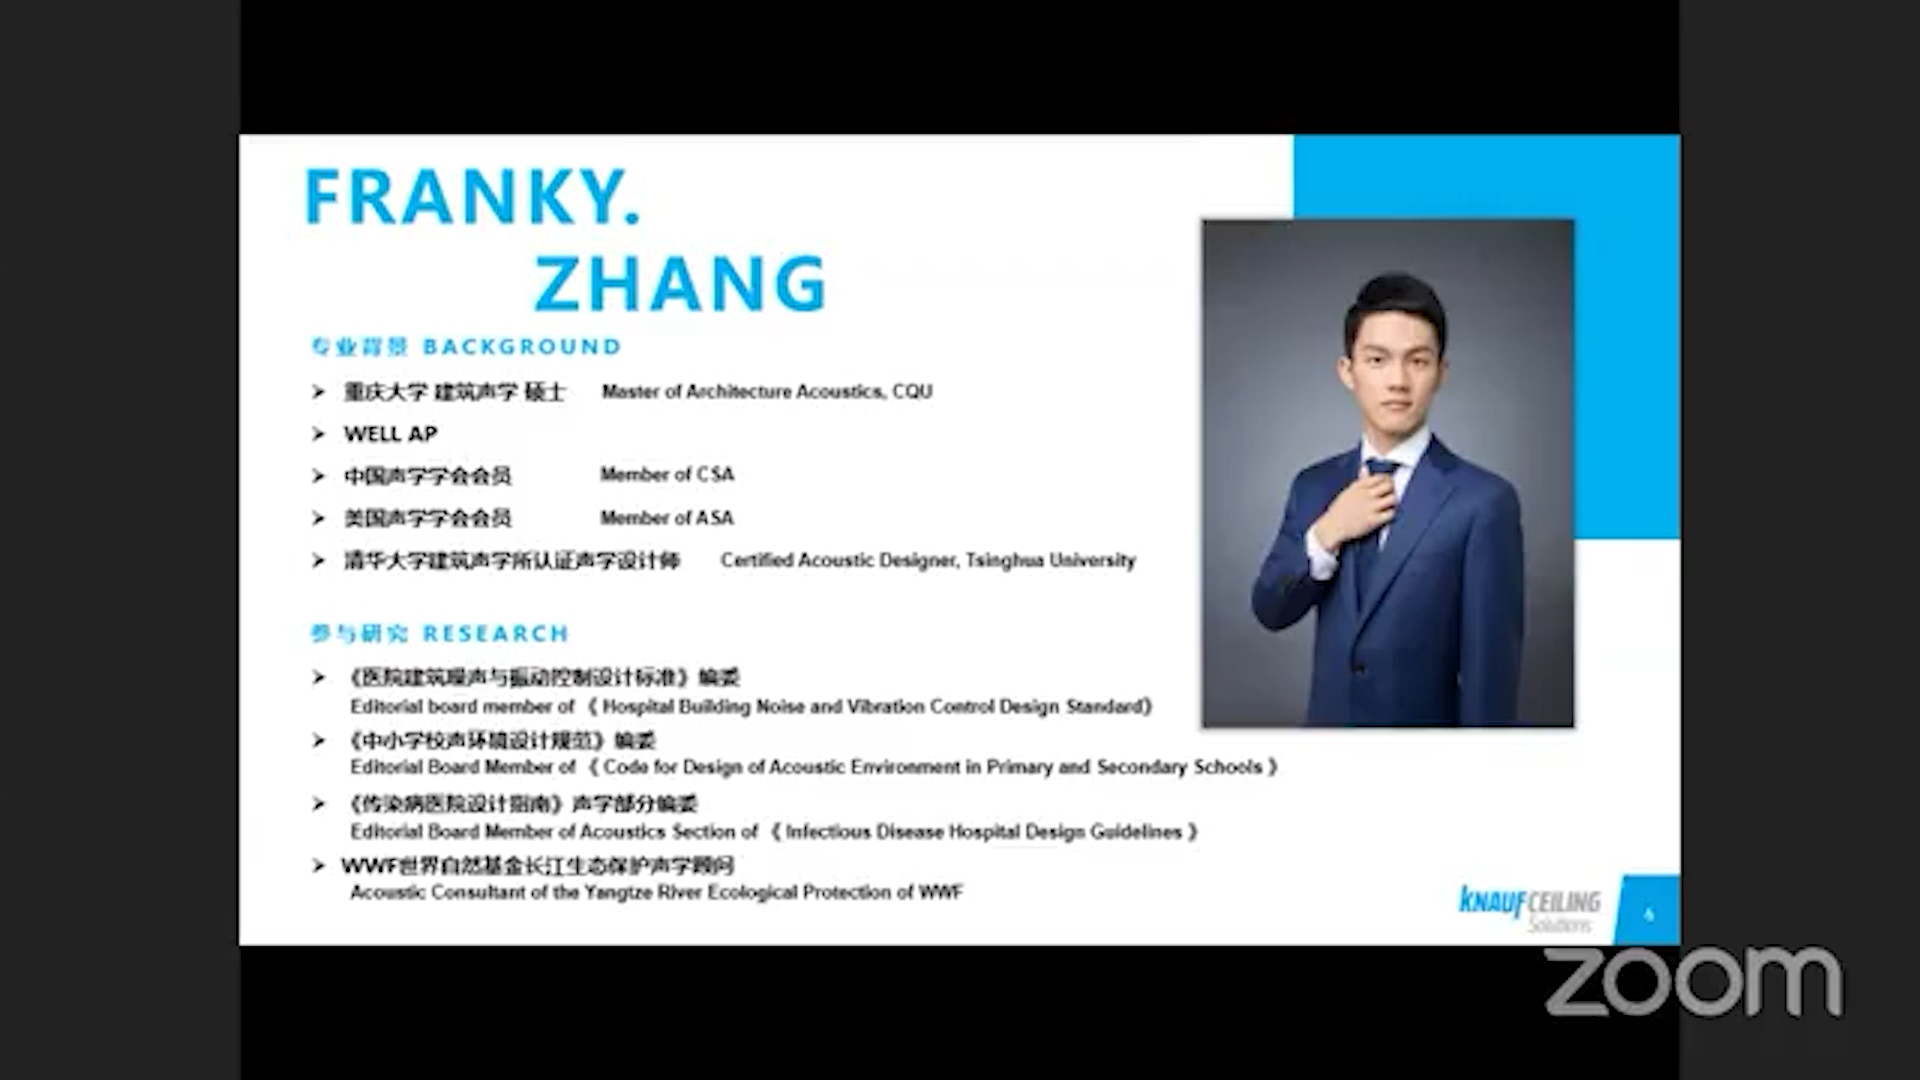 FRANKY.
ZHANG
专业背景 BACKGROUND
➤ 重庆大学 建筑声学 硕士 Master of Architecture Acoustics, CQU
➤ WELL AP
➤ 中国声学学会会员 Member of CSA
➤ 美国声学学会会员 Member of ASA
➤ 清华大学建筑声学所认证声学设计师 Certified Acoustic Designer, Tsinghua University
参与研究 RESEARCH
➤ 《医院建筑噪声与振动控制设计标准》编委
Editorial board member of 《 Hospital Building Noise and Vibration Control Design Standard》
➤ 《中小学校声环境设计规范》编委
Editorial Board Member of 《 Code for Design of Acoustic Environment in Primary and Secondary Schools 》
➤ 《传染病医院设计指南》声学部分编委
Editorial Board Member of Acoustics Section of 《 Infectious Disease Hospital Design Guidelines 》
➤ WWF世界自然基金长江生态保护声学顾问
Acoustic Consultant of the Yangtze River Ecological Protection of WWF
KNAUF CEILING
Solutions
zoom